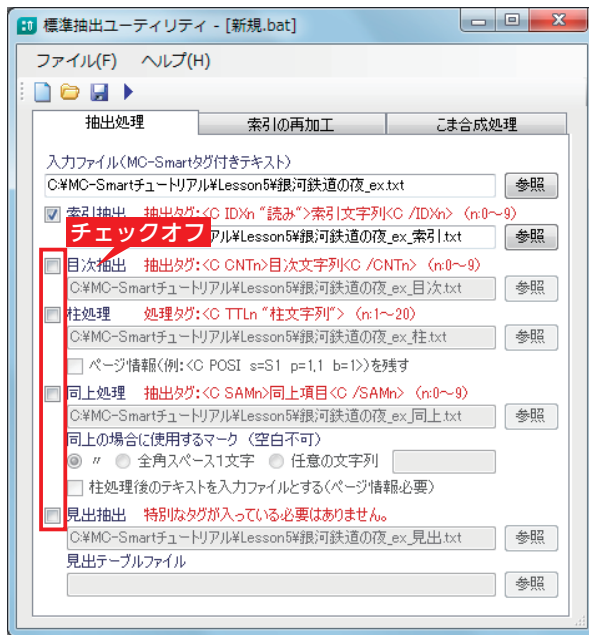 標準抽出ユーティリティ - [新規.bat]
ファイル(F) ヘルプ(H)
抽出処理 索引の再加工 こま合成処理
入力ファイル(MC-Smartタグ付きテキスト)
C:¥MC-Smartチュートリアル¥Lesson5¥銀河鉄道の夜_ex.txt 参照
索引抽出 抽出タグ:<C IDXn “読み”>索引文字列<C /IDXn> (n:0~9)
チェックオフ
アル¥Lesson5¥銀河鉄道の夜_ex_索引.txt 参照
目次抽出 抽出タグ:<C CNTn>目次文字列<C /CNTn> (n:0~9)
C:¥MC-Smartチュートリアル¥Lesson5¥銀河鉄道の夜_ex_目次.txt 参照
柱処理 処理タグ:<C TTLn “柱文字列”> (n:1~20)
C:¥MC-Smartチュートリアル¥Lesson5¥銀河鉄道の夜_ex_柱.txt 参照
ページ情報(例:<C POSI s=S1 p=1,1 b=1>)を残す
同上処理 抽出タグ:<C SAMn>同上項目<C /SAMn> (n:0~9)
C:¥MC-Smartチュートリアル¥Lesson5¥銀河鉄道の夜_ex_同上.txt 参照
同上の場合に使用するマーク (空白不可)
〃 全角スペース1文字 任意の文字列
柱処理後のテキストを入力ファイルとする(ページ情報必要)
見出抽出 特別なタグが入っている必要はありません。
C:¥MC-Smartチュートリアル¥Lesson5¥銀河鉄道の夜_ex_見出.txt 参照
見出テーブルファイル
参照